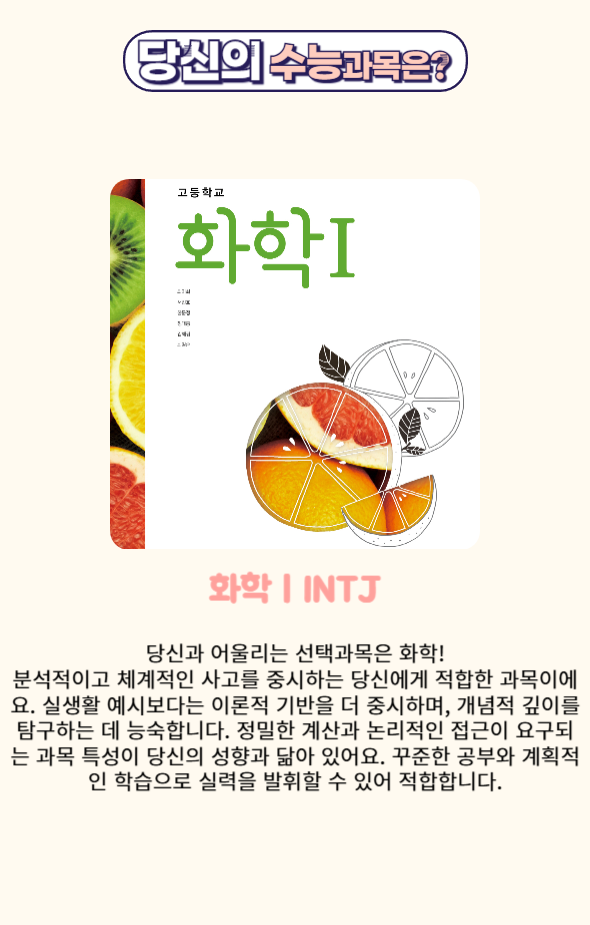 당신의 수능과목은?
고등학교
화학 I
화학 | INTJ
당신과 어울리는 선택과목은 화학!
분석적이고 체계적인 사고를 중시하는 당신에게 적합한 과목이에
요. 실생활 예시보다는 이론적 기반을 더 중시하며, 개념적 깊이를
탐구하는 데 능숙합니다. 정밀한 계산과 논리적인 접근이 요구되
는 과목 특성이 당신의 성향과 닮아 있어요. 꾸준한 공부와 계획적
인 학습으로 실력을 발휘할 수 있어 적합합니다.